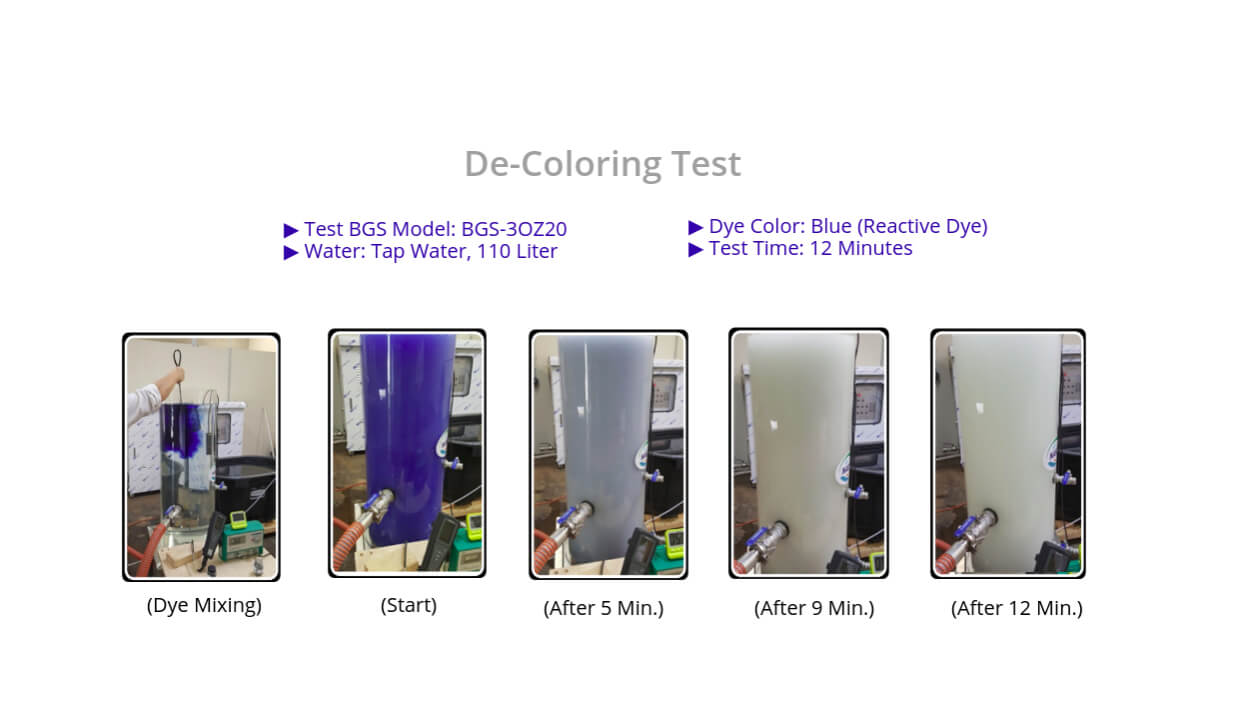 De-Coloring Test
▶ Test BGS Model: BGS-3OZ20
▶ Water: Tap Water, 110 Liter
▶ Dye Color: Blue (Reactive Dye)
▶ Test Time: 12 Minutes
(Dye Mixing)
(Start)
(After 5 Min.)
(After 9 Min.)
(After 12 Min.)